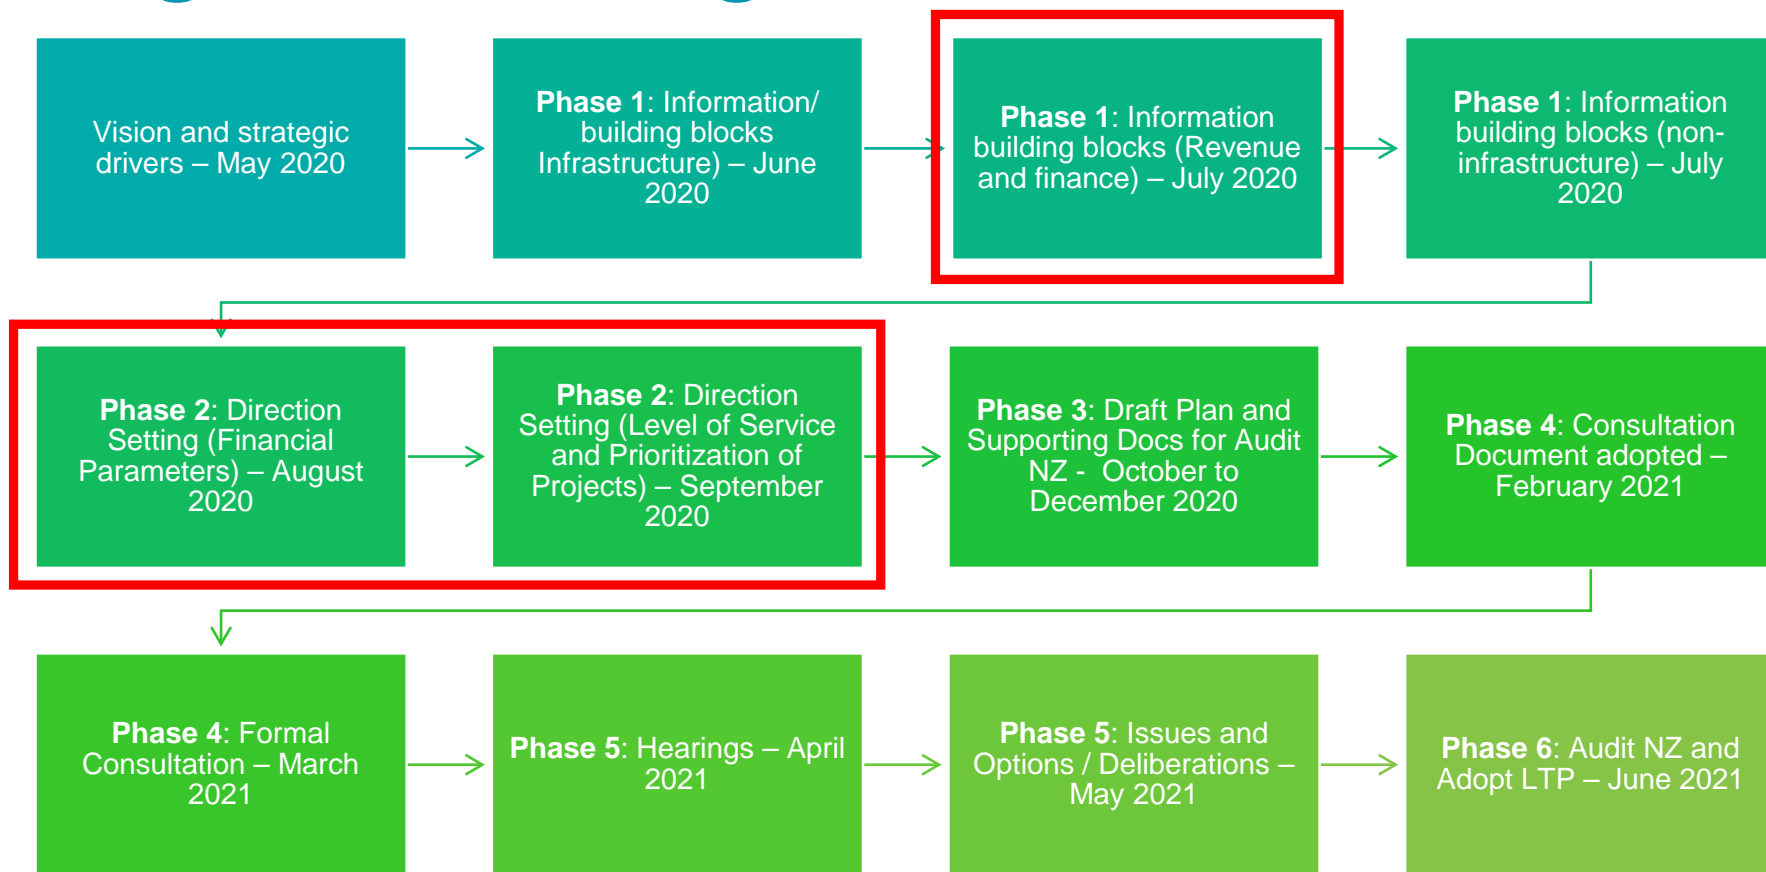 Vision and strategic
drivers – May 2020
Phase 1: Information/
building blocks
Infrastructure) – June
2020
Phase 1: Information
building blocks (Revenue
and finance) – July 2020
Phase 1: Information
building blocks (non-
infrastructure) – July
2020
Phase 2: Direction
Setting (Financial
Parameters) – August
2020
Phase 2: Direction
Setting (Level of Service
and Prioritization of
Projects) – September
2020
Phase 3: Draft Plan and
Supporting Docs for Audit
NZ - October to
December 2020
Phase 4: Consultation
Document adopted –
February 2021
Phase 4: Formal
Consultation – March
2021
Phase 5: Hearings – April
2021
Phase 5: Issues and
Options / Deliberations –
May 2021
Phase 6: Audit NZ and
Adopt LTP – June 2021